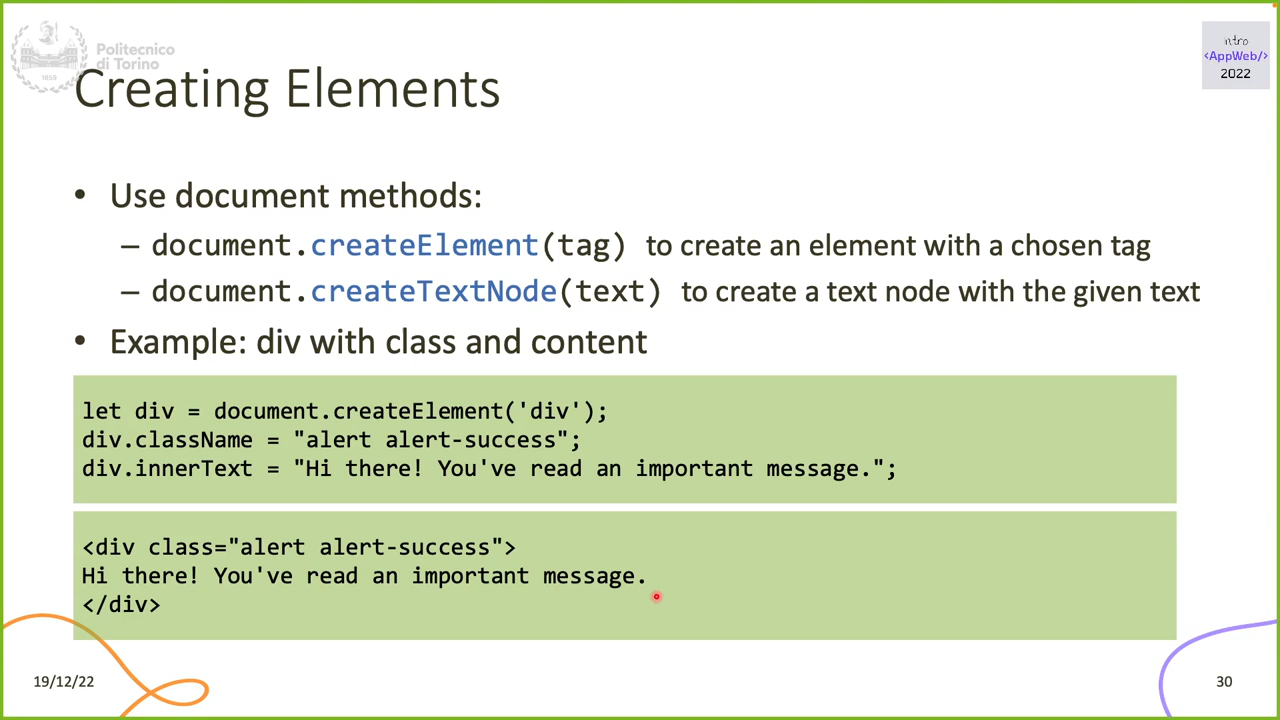 Politecnico
di Torino
1859
intro
<AppWeb/>
2022
Creating Elements
• Use document methods:
– document.createElement(tag) to create an element with a chosen tag
– document.createTextNode(text) to create a text node with the given text
• Example: div with class and content
let div = document.createElement('div');
div.className = "alert alert-success";
div.innerText = "Hi there! You've read an important message.";
<div class="alert alert-success">
Hi there! You've read an important message.
</div>
19/12/22
30